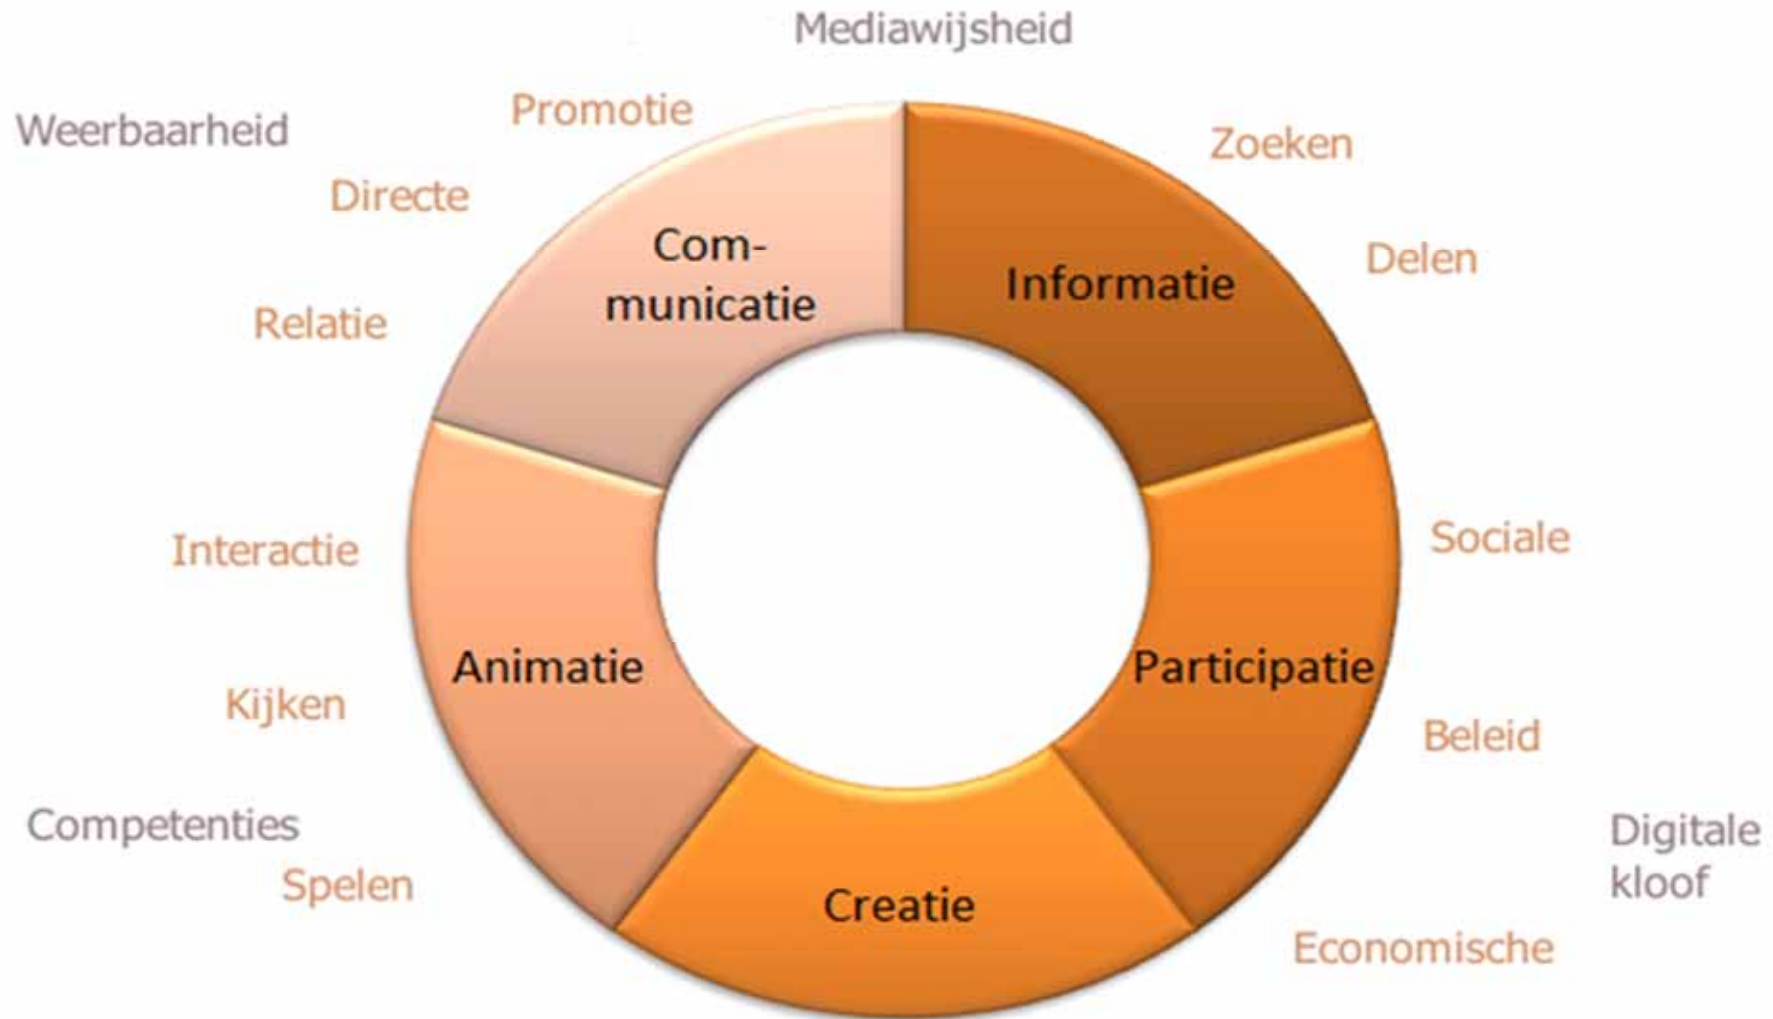 Mediawijsheid
Promotie
Weerbaarheid
Zoeken
Directe
Com-
municatie
Informatie
Delen
Relatie
Interactie
Sociale
Animatie
Participatie
Kijken
Beleid
Competenties
Digitale
kloof
Spelen
Creatie
Economische